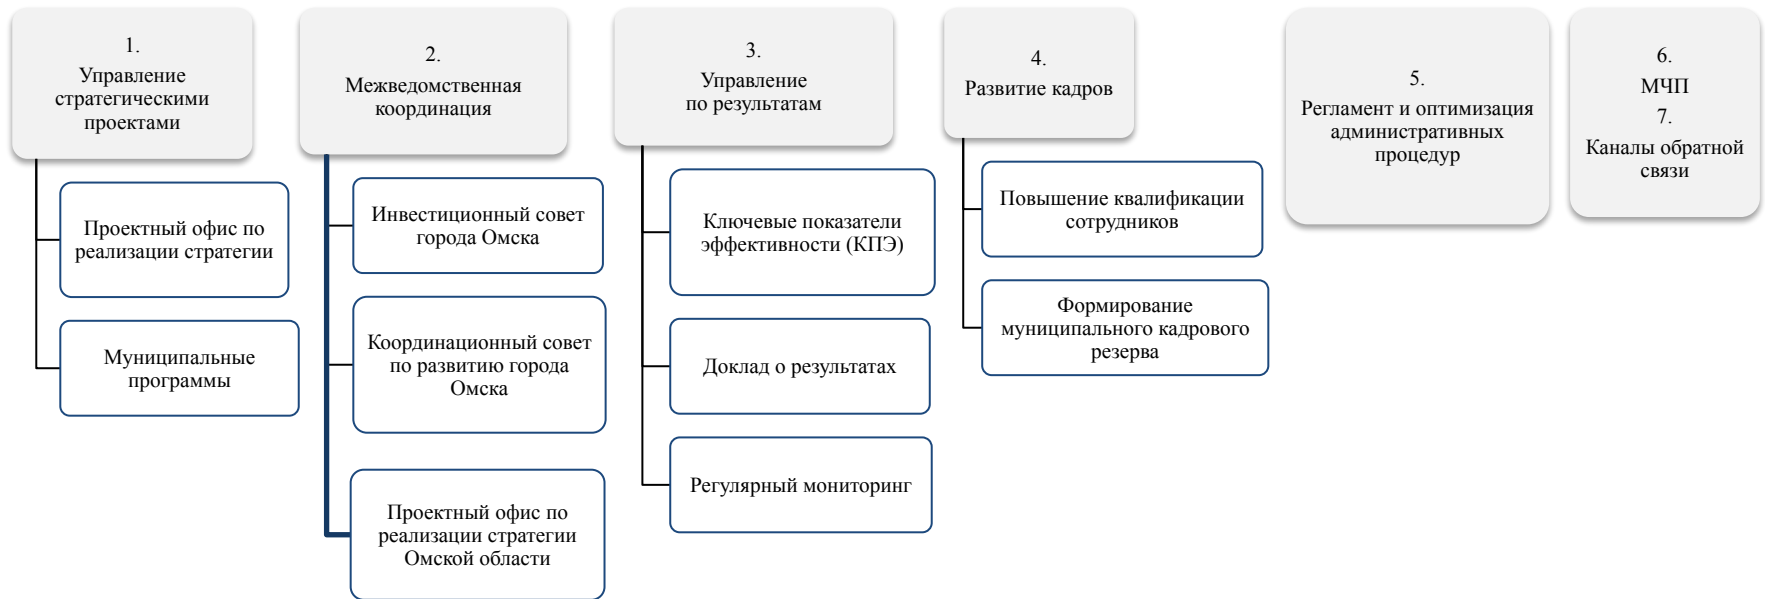 1.
Управление
стратегическими
проектами
Проектный офис по
реализации стратегии
Муниципальные
программы
2.
Межведомственная
координация
Инвестиционный совет
города Омска
Координационный совет
по развитию города
Омска
Проектный офис по
реализации стратегии
Омской области
3.
Управление
по результатам
Ключевые показатели
эффективности (КПЭ)
Доклад о результатах
Регулярный мониторинг
4.
Развитие кадров
Повышение квалификации
сотрудников
Формирование
муниципального кадрового
резерва
5.
Регламент и оптимизация
административных
процедур
6.
МЧП
7.
Каналы обратной
связи